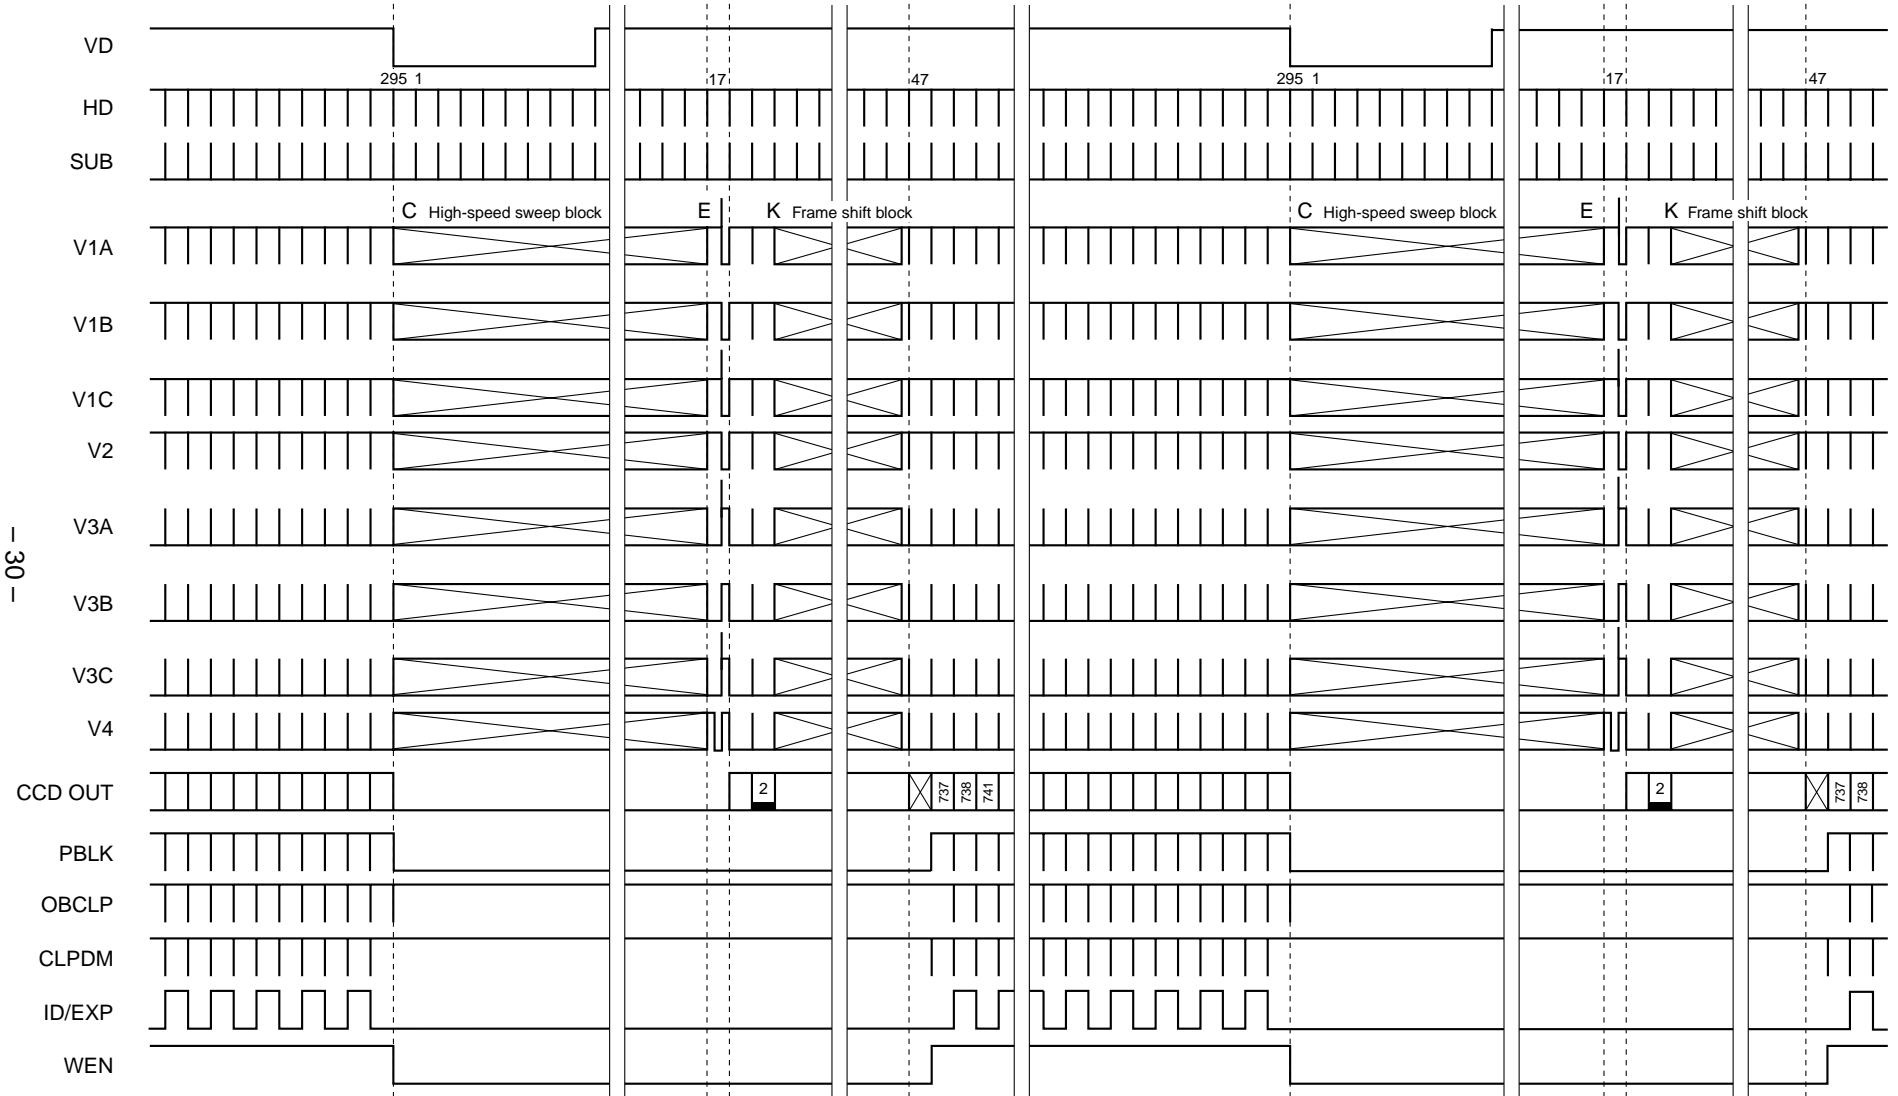 VD
295 1 17 47 295 1 17 47
HD
SUB
C High-speed sweep block E K Frame shift block C High-speed sweep block E K Frame shift block
V1A
V1B
V1C
V2
V3A
– 30 –
V3B
V3C
V4
CCD OUT 2 737 738 741 2 737 738
PBLK
OBCLP
CLPDM
ID/EXP
WEN